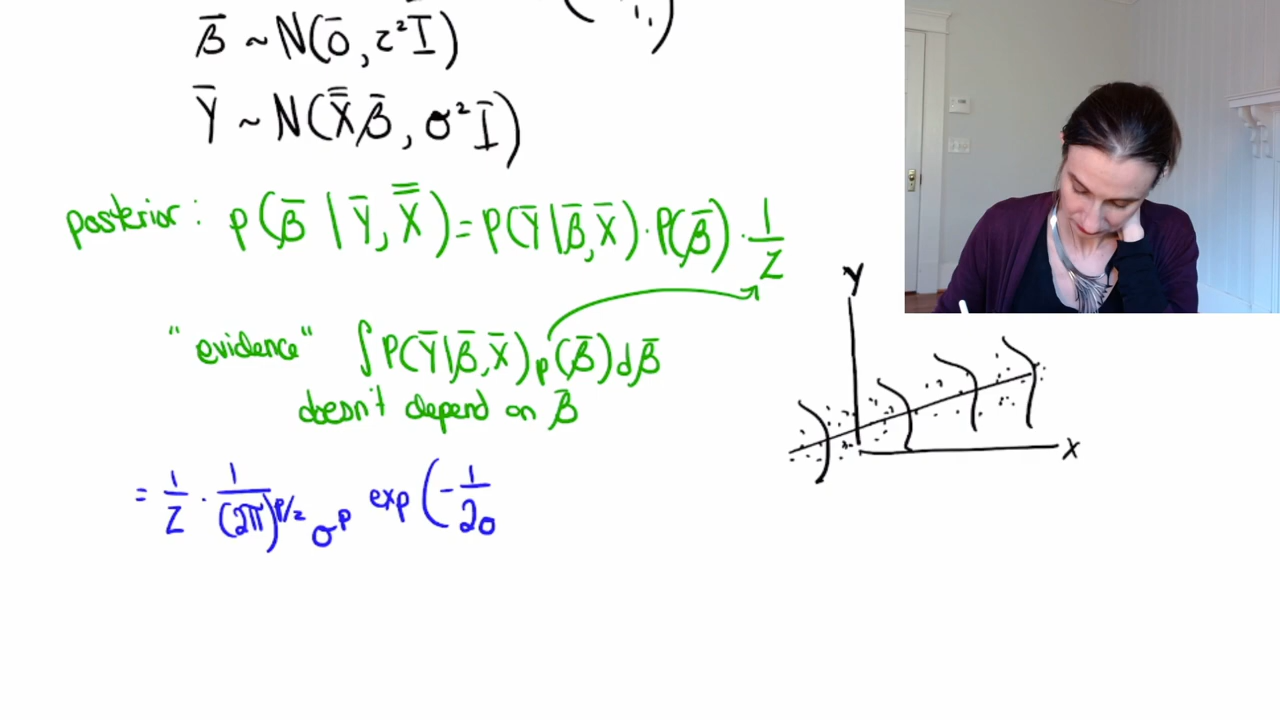 β̄ ~ N(0̄, τ²I̿)
Ȳ ~ N(X̿β̄, σ²I̿)
posterior: p(β̄ | Ȳ, X̿) = P(Ȳ|β̄,X̄)·P(β̄)·1/Z
"evidence" ∫P(Ȳ|β̄,X̄)p(β̄)dβ̄
doesn't depend on β̄
= 1/Z · 1/(2π)^{p/2} σ^p exp(-1/2σ
Y
X